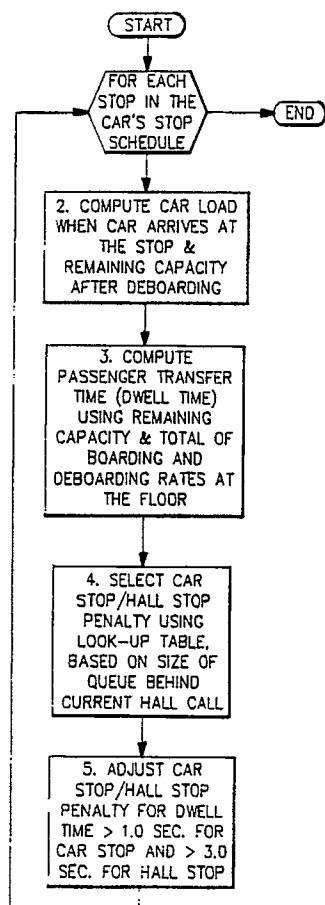 START
FOR EACH
STOP IN THE
CAR'S STOP
SCHEDULE
END
2. COMPUTE CAR LOAD
WHEN CAR ARRIVES AT
THE STOP &
REMAINING CAPACITY
AFTER DEBOARDING
3. COMPUTE
PASSENGER TRANSFER
TIME (DWELL TIME)
USING REMAINING
CAPACITY & TOTAL OF
BOARDING AND
DEBOARDING RATES AT
THE FLOOR
4. SELECT CAR
STOP/HALL STOP
PENALTY USING
LOOK-UP TABLE,
BASED ON SIZE OF
QUEUE BEHIND
CURRENT HALL CALL
5. ADJUST CAR
STOP/HALL STOP
PENALTY FOR DWELL
TIME > 1.0 SEC. FOR
CAR STOP AND > 3.0
SEC. FOR HALL STOP